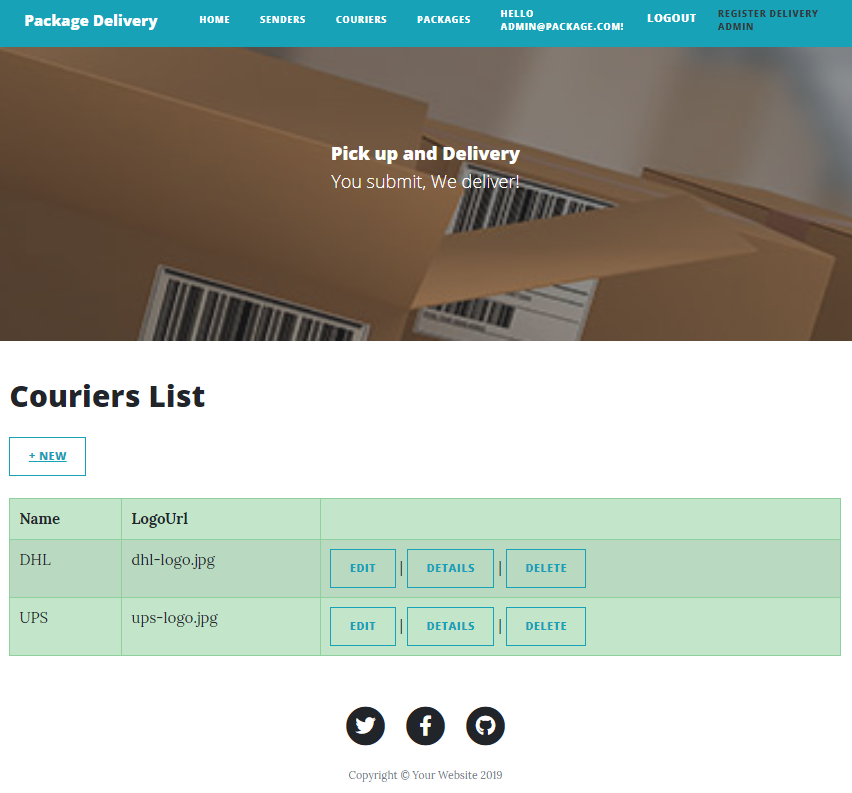 Package Delivery HOME SENDERS COURIERS PACKAGES HELLO ADMIN@PACKAGE.COM! LOGOUT REGISTER DELIVERY ADMIN
Pick up and Delivery
You submit, We deliver!
Couriers List
+ NEW
Name LogoUrl
DHL dhl-logo.jpg EDIT | DETAILS | DELETE
UPS ups-logo.jpg EDIT | DETAILS | DELETE
Copyright © Your Website 2019